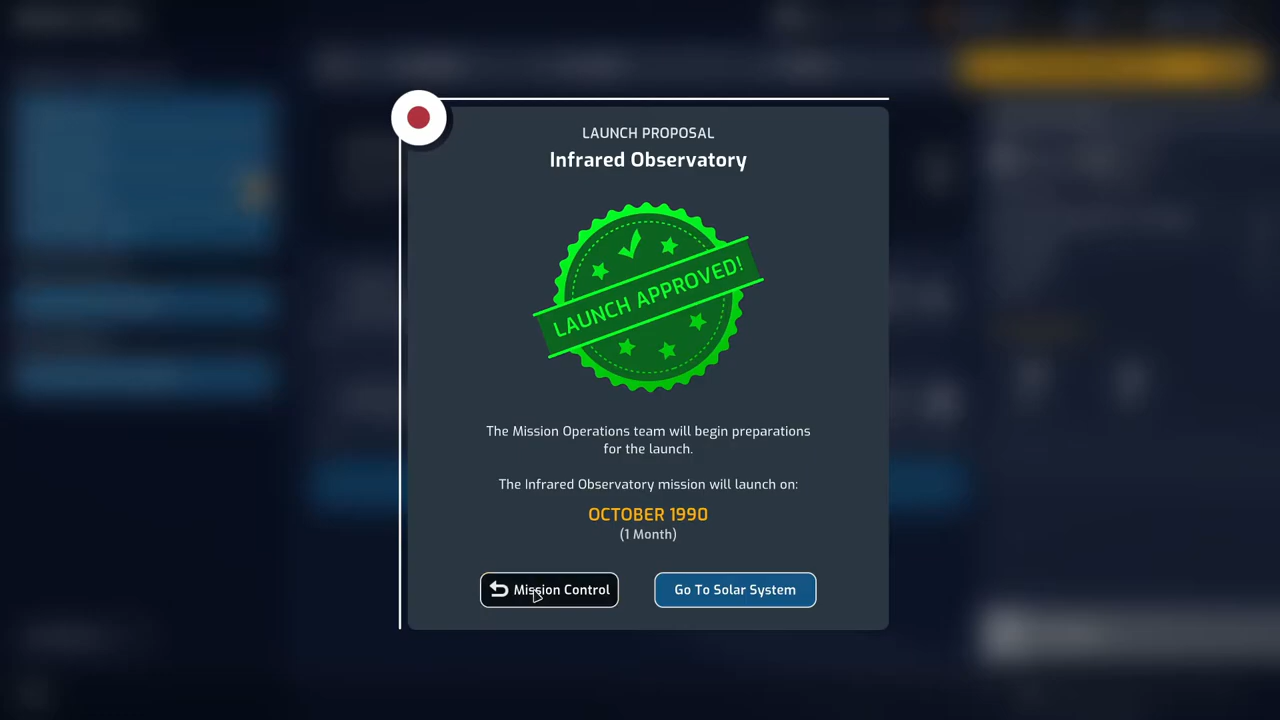 LAUNCH PROPOSAL
Infrared Observatory
LAUNCH APPROVED!
The Mission Operations team will begin preparations
for the launch.
The Infrared Observatory mission will launch on:
OCTOBER 1990
(1 Month)
Mission Control
Go To Solar System